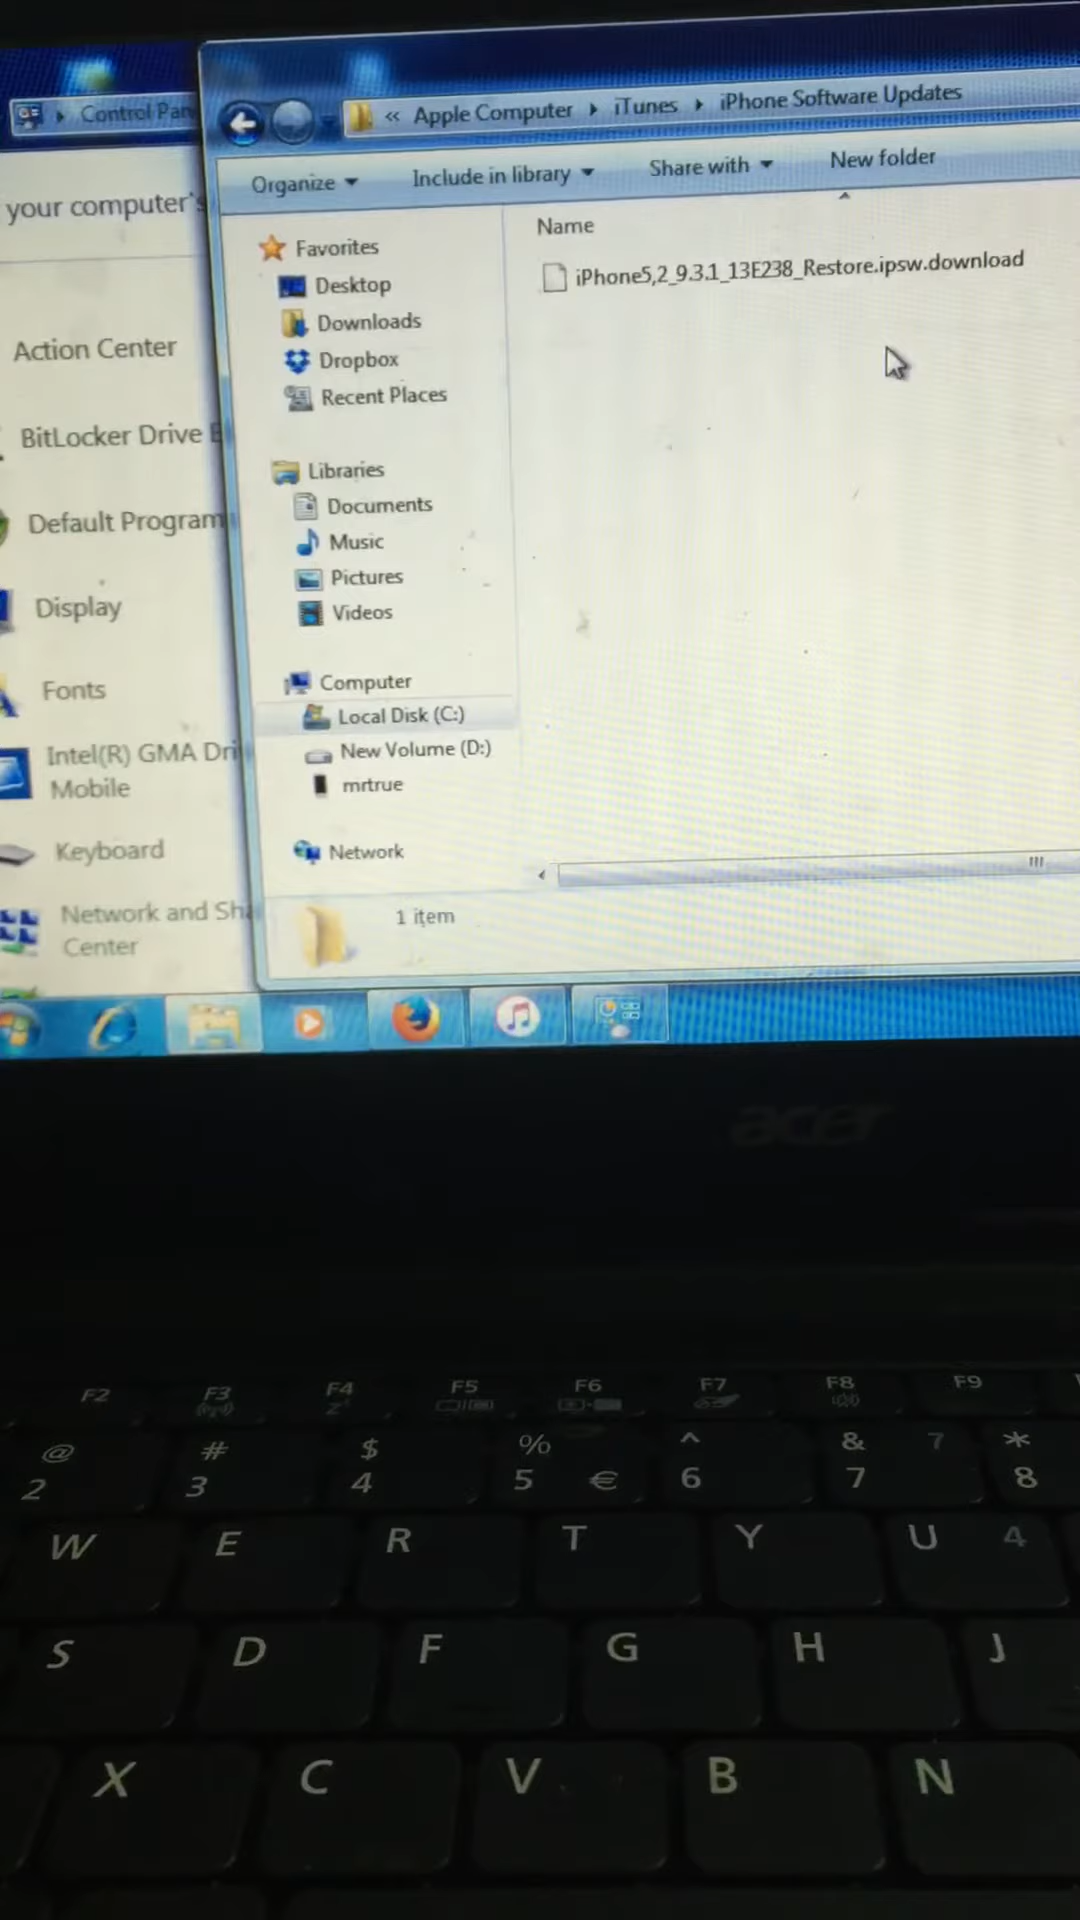 Control Pan
« Apple Computer iTunes iPhone Software Updates
your computer's
Organize Include in library Share with New folder
Favorites
Desktop
Downloads
Dropbox
Recent Places
Libraries
Documents
Music
Pictures
Videos
Computer
Local Disk (C:)
New Volume (D:)
mrtrue
Network
Name
iPhone5,2_9.3.1_13E238_Restore.ipsw.download
1 item
Action Center
BitLocker Drive E
Default Program
Display
Fonts
Intel(R) GMA Dri
Mobile
Keyboard
Network and Sha
Center
acer
F2 F3 F4 F5 F6 F7 F8 F9
@ # $ % ^ & 7 *
2 3 4 5 € 6 7 8
W E R T Y U 4
S D F G H J
X C V B N